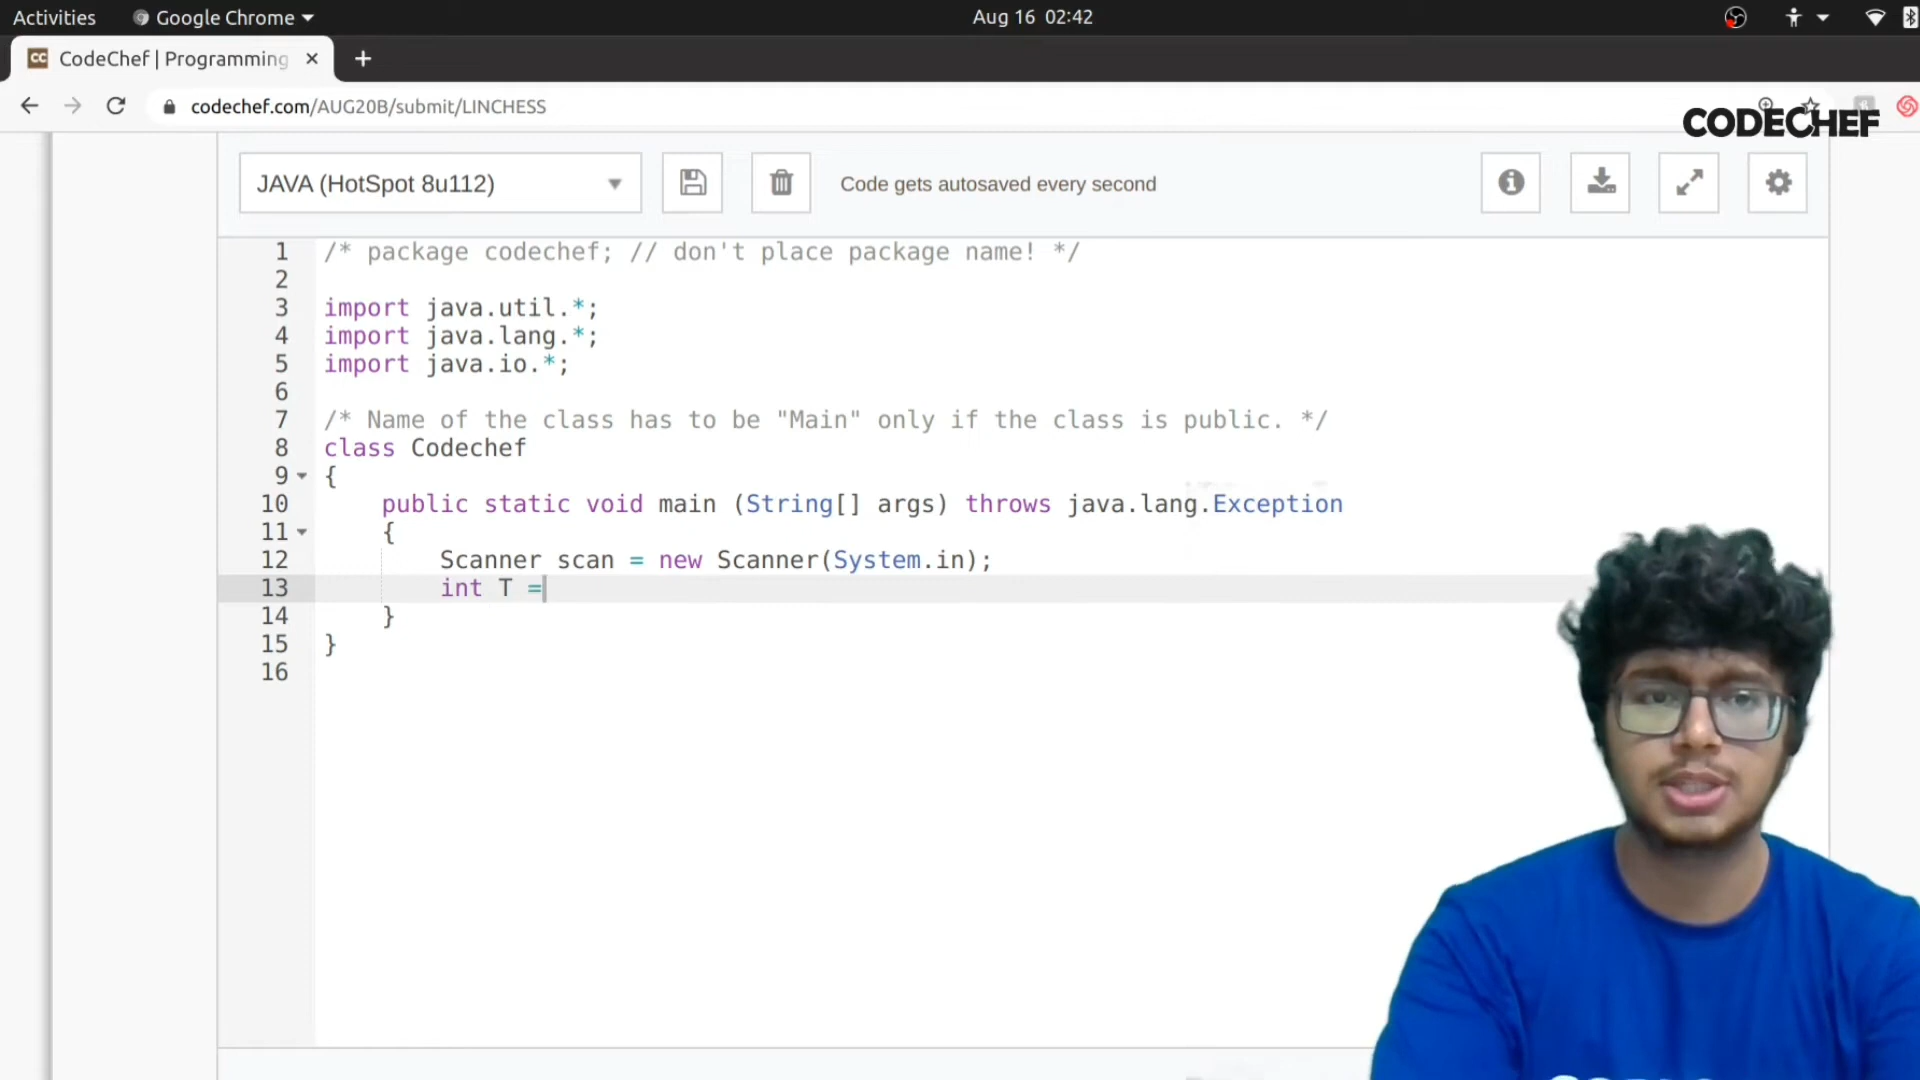 Activities
Google Chrome
Aug 16 02:42
CodeChef | Programming
codechef.com/AUG20B/submit/LINCHESS
CODECHEF
JAVA (HotSpot 8u112)
Code gets autosaved every second
1 /* package codechef; // don't place package name! */
2
3 import java.util.*;
4 import java.lang.*;
5 import java.io.*;
6
7 /* Name of the class has to be "Main" only if the class is public. */
8 class Codechef
9 {
10 public static void main (String[] args) throws java.lang.Exception
11 {
12 Scanner scan = new Scanner(System.in);
13 int T =
14 }
15 }
16